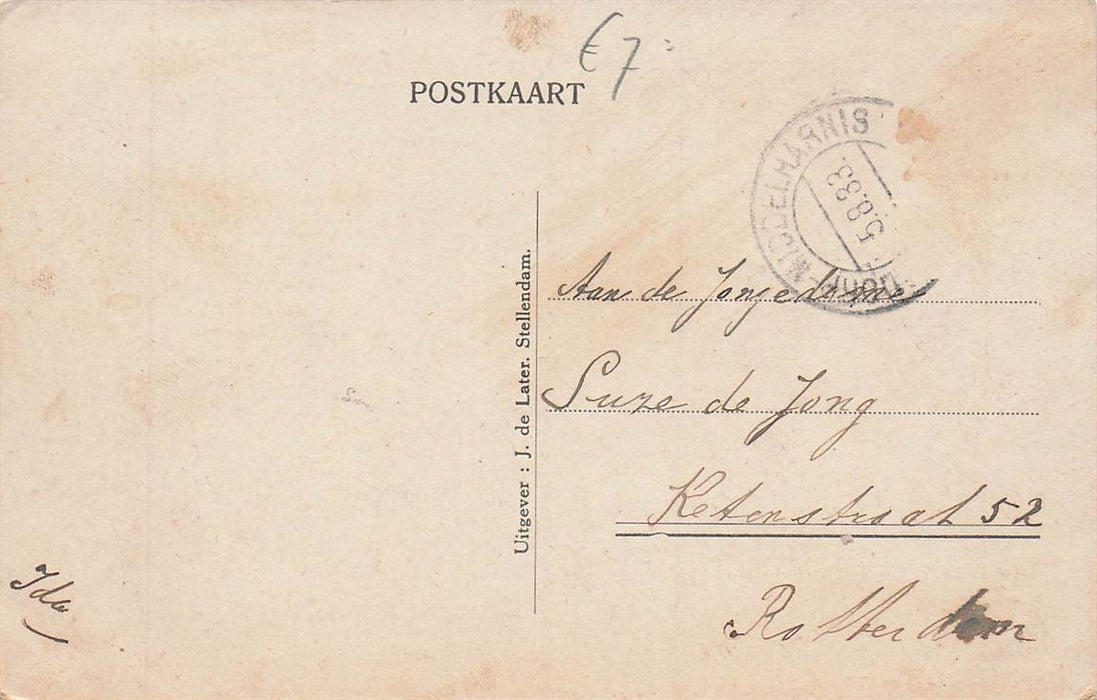 € 7
POSTKAART
MIDDELHARNIS
5.8.33.
Uitgever : J. de Later. Stellendam.
Aan de Jongedame
Suze de Jong
Ketenstraat 52
Rotterdam
Ida